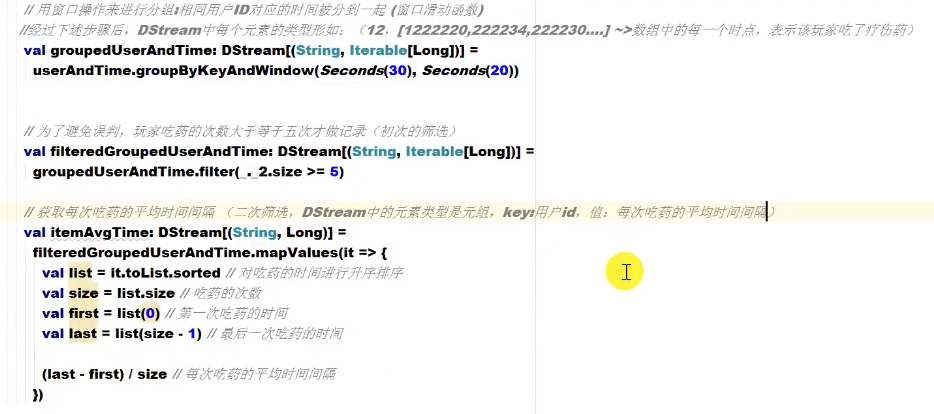 // 用窗口操作来进行分组:相同用户ID对应的时间被分到一起 (窗口滑动函数)
//经过下述步骤后，DStream中每个元素的类型形如:（12，[1222220,222234,222230....] ~>数组中的每一个时点，表示该玩家吃了疗伤药）
val groupedUserAndTime: DStream[(String, Iterable[Long])] =
userAndTime.groupByKeyAndWindow(Seconds(30), Seconds(20))
// 为了避免误判，玩家吃药的次数大于等于五次才做记录（初次的筛选）
val filteredGroupedUserAndTime: DStream[(String, Iterable[Long])] =
groupedUserAndTime.filter(_._2.size >= 5)
// 获取每次吃药的平均时间间隔 （二次筛选，DStream中的元素类型是元组，key:用户id，值：每次吃药的平均时间间隔）
val itemAvgTime: DStream[(String, Long)] =
filteredGroupedUserAndTime.mapValues(it => {
val list = it.toList.sorted // 对吃药的时间进行升序排序
val size = list.size // 吃药的次数
val first = list(0) // 第一次吃药的时间
val last = list(size - 1) // 最后一次吃药的时间
(last - first) / size // 每次吃药的平均时间间隔
})